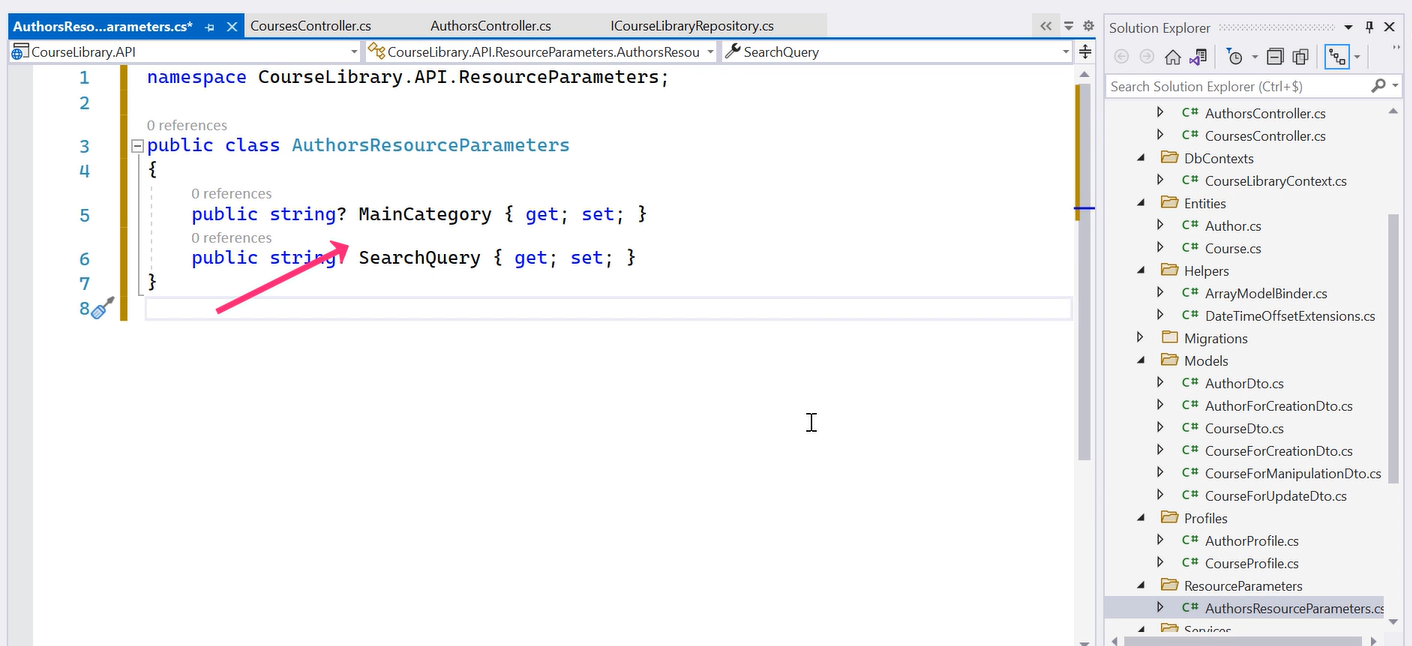 AuthorsReso...arameters.cs* CoursesController.cs AuthorsController.cs ICourseLibraryRepository.cs
CourseLibrary.API CourseLibrary.API.ResourceParameters.AuthorsResou SearchQuery
1 namespace CourseLibrary.API.ResourceParameters;
2
0 references
3 public class AuthorsResourceParameters
4 {
0 references
5 public string? MainCategory { get; set; }
0 references
6 public string? SearchQuery { get; set; }
7 }
8
Solution Explorer
Search Solution Explorer (Ctrl+$)
C# AuthorsController.cs
C# CoursesController.cs
DbContexts
C# CourseLibraryContext.cs
Entities
C# Author.cs
C# Course.cs
Helpers
C# ArrayModelBinder.cs
C# DateTimeOffsetExtensions.cs
Migrations
Models
C# AuthorDto.cs
C# AuthorForCreationDto.cs
C# CourseDto.cs
C# CourseForCreationDto.cs
C# CourseForManipulationDto.cs
C# CourseForUpdateDto.cs
Profiles
C# AuthorProfile.cs
C# CourseProfile.cs
ResourceParameters
C# AuthorsResourceParameters.cs
Services